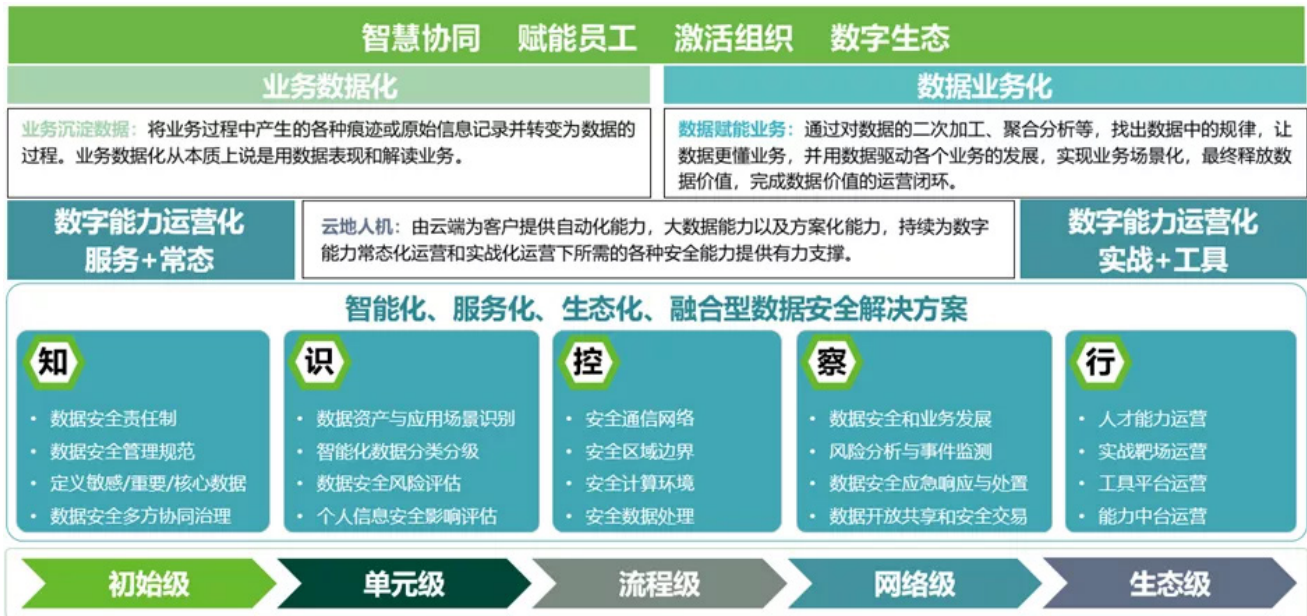 智慧协同 赋能员工 激活组织 数字生态
业务数据化
业务沉淀数据：将业务过程中产生的各种痕迹或原始信息记录并转变为数据的
过程。业务数据化从本质上说是用数据表现和解读业务。
数据业务化
数据赋能业务：通过对数据的二次加工、聚合分析等，找出数据中的规律，让
数据更懂业务，并用数据驱动各个业务的发展，实现业务场景化，最终释放数
据价值，完成数据价值的运营闭环。
数字能力运营化
服务+常态
云地人机：由云端为客户提供自动化能力，大数据能力以及方案化能力，持续为数字
能力常态化运营和实战化运营下所需的各种安全能力提供有力支撑。
数字能力运营化
实战+工具
智能化、服务化、生态化、融合型数据安全解决方案
知
• 数据安全责任制
• 数据安全管理规范
• 定义敏感/重要/核心数据
• 数据安全多方协同治理
识
• 数据资产与应用场景识别
• 智能化数据分类分级
• 数据安全风险评估
• 个人信息安全影响评估
控
• 安全通信网络
• 安全区域边界
• 安全计算环境
• 安全数据处理
察
• 数据安全和业务发展
• 风险分析与事件监测
• 数据安全应急响应与处置
• 数据开放共享和安全交易
行
• 人才能力运营
• 实战靶场运营
• 工具平台运营
• 能力中台运营
初始级
单元级
流程级
网络级
生态级